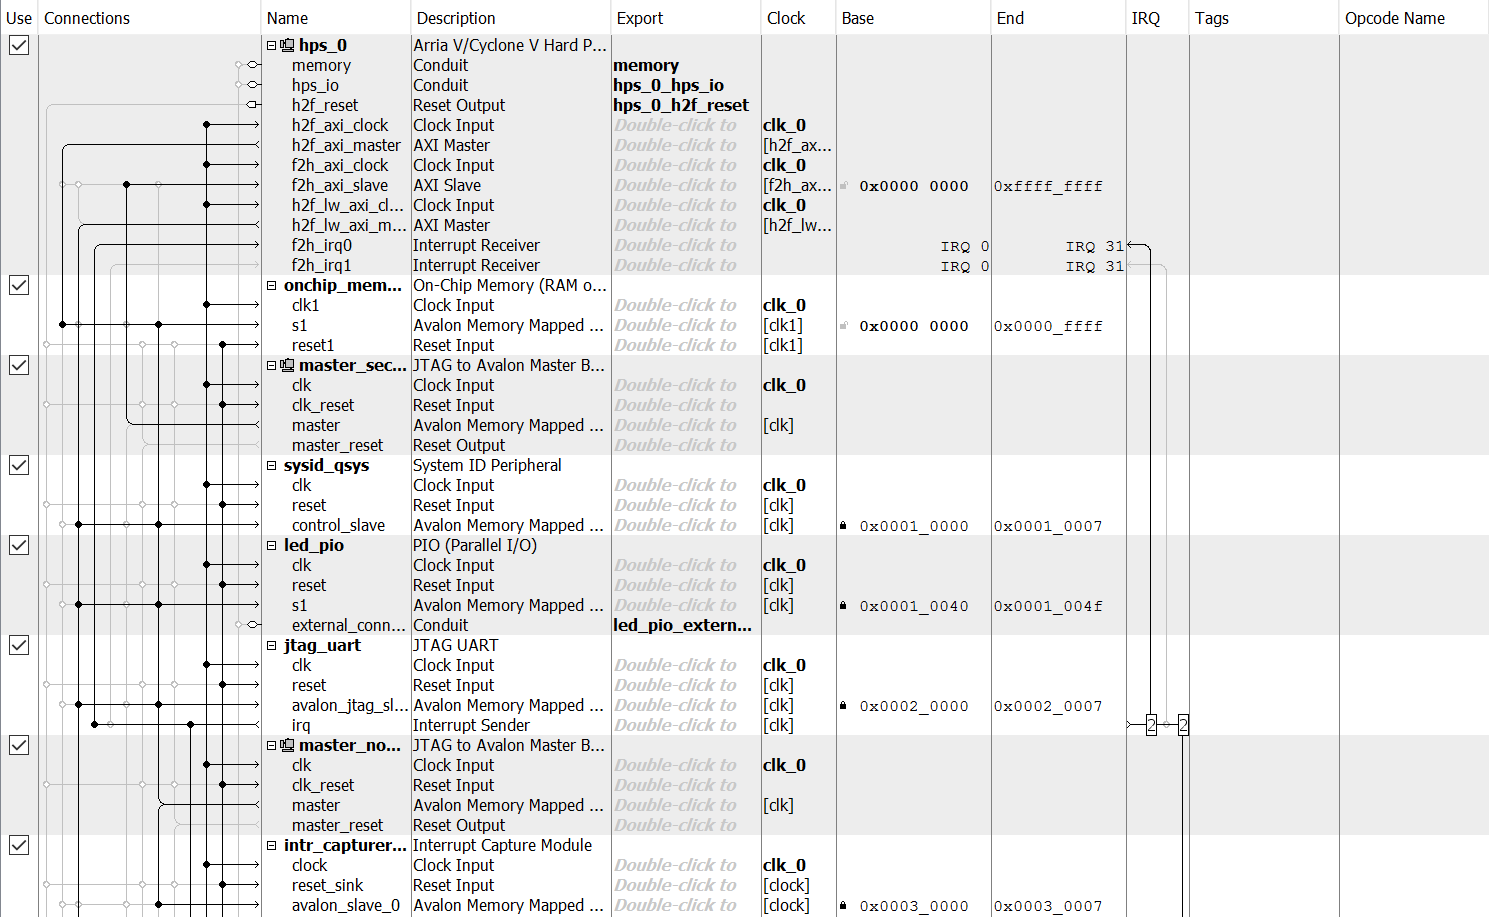 Use Connections Name Description Export Clock Base End IRQ Tags Opcode Name
hps_0 Arria V/Cyclone V Hard P...
memory Conduit memory
hps_io Conduit hps_0_hps_io
h2f_reset Reset Output hps_0_h2f_reset
h2f_axi_clock Clock Input Double-click to clk_0
h2f_axi_master AXI Master Double-click to [h2f_ax...
f2h_axi_clock Clock Input Double-click to clk_0
f2h_axi_slave AXI Slave Double-click to [f2h_ax... 0x0000_0000 0xffff_ffff
h2f_lw_axi_cl... Clock Input Double-click to clk_0
h2f_lw_axi_m... AXI Master Double-click to [h2f_lw...
f2h_irq0 Interrupt Receiver Double-click to IRQ 0 IRQ 31
f2h_irq1 Interrupt Receiver Double-click to IRQ 0 IRQ 31
onchip_mem... On-Chip Memory (RAM o...
clk1 Clock Input Double-click to clk_0
s1 Avalon Memory Mapped ... Double-click to [clk1] 0x0000_0000 0x0000_ffff
reset1 Reset Input Double-click to [clk1]
master_sec... JTAG to Avalon Master B...
clk Clock Input Double-click to clk_0
clk_reset Reset Input Double-click to
master Avalon Memory Mapped ... Double-click to [clk]
master_reset Reset Output Double-click to
sysid_qsys System ID Peripheral
clk Clock Input Double-click to clk_0
reset Reset Input Double-click to [clk]
control_slave Avalon Memory Mapped ... Double-click to [clk] 0x0001_0000 0x0001_0007
led_pio PIO (Parallel I/O)
clk Clock Input Double-click to clk_0
reset Reset Input Double-click to [clk]
s1 Avalon Memory Mapped ... Double-click to [clk] 0x0001_0040 0x0001_004f
external_conn... Conduit led_pio_extern...
jtag_uart JTAG UART
clk Clock Input Double-click to clk_0
reset Reset Input Double-click to [clk]
avalon_jtag_sl... Avalon Memory Mapped ... Double-click to [clk] 0x0002_0000 0x0002_0007
irq Interrupt Sender Double-click to [clk] 2 2
master_no... JTAG to Avalon Master B...
clk Clock Input Double-click to clk_0
clk_reset Reset Input Double-click to
master Avalon Memory Mapped ... Double-click to [clk]
master_reset Reset Output Double-click to
intr_capturer... Interrupt Capture Module
clock Clock Input Double-click to clk_0
reset_sink Reset Input Double-click to [clock]
avalon_slave_0 Avalon Memory Mapped ... Double-click to [clock] 0x0003_0000 0x0003_0007